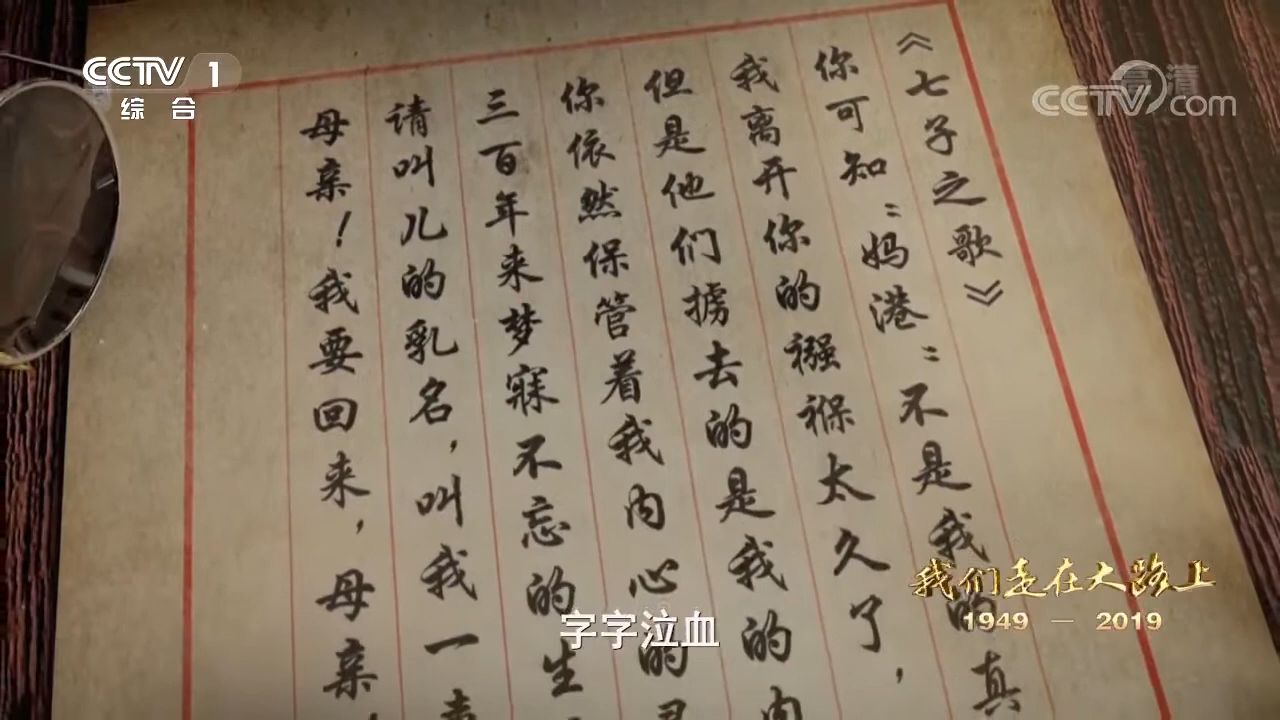 CCTV 1
综合
高清
CCTV.com
《七子之歌》
你可知“妈港”不是我的真
我离开你的襁褓太久了，
但是他们掳去的是我的肉
你依然保管着我内心的
三百年来梦寐不忘的生
请叫儿的乳名，叫我一声
母亲！我要回来，母亲！
我们走在大路上
1949 — 2019
字字泣血